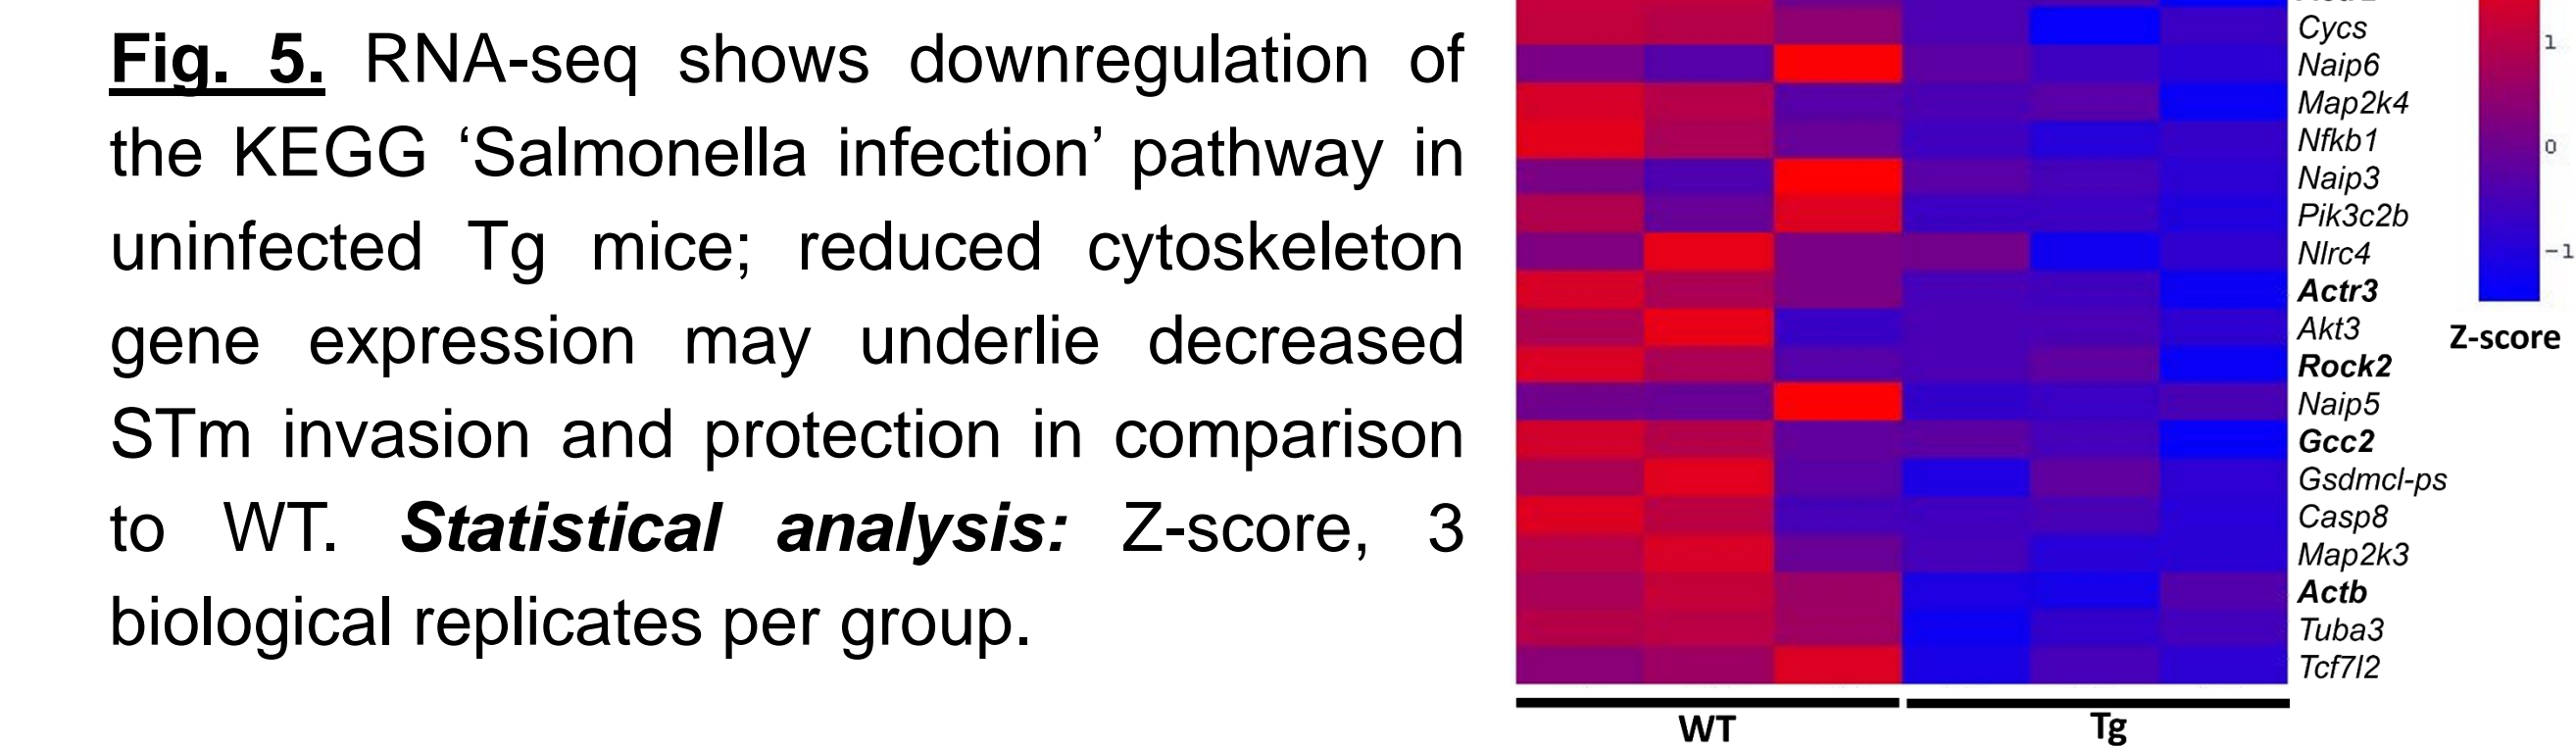 Fig. 5. RNA-seq shows downregulation of
the KEGG ‘Salmonella infection’ pathway in
uninfected Tg mice; reduced cytoskeleton
gene expression may underlie decreased
STm invasion and protection in comparison
to WT. Statistical analysis: Z-score, 3
biological replicates per group.
Cycs
Naip6
Map2k4
Nfkb1
Naip3
Pik3c2b
Nlrc4
Actr3
Akt3
Rock2
Naip5
Gcc2
Gsdmcl-ps
Casp8
Map2k3
Actb
Tuba3
Tcf7l2
WT
Tg
1
0
−1
Z-score